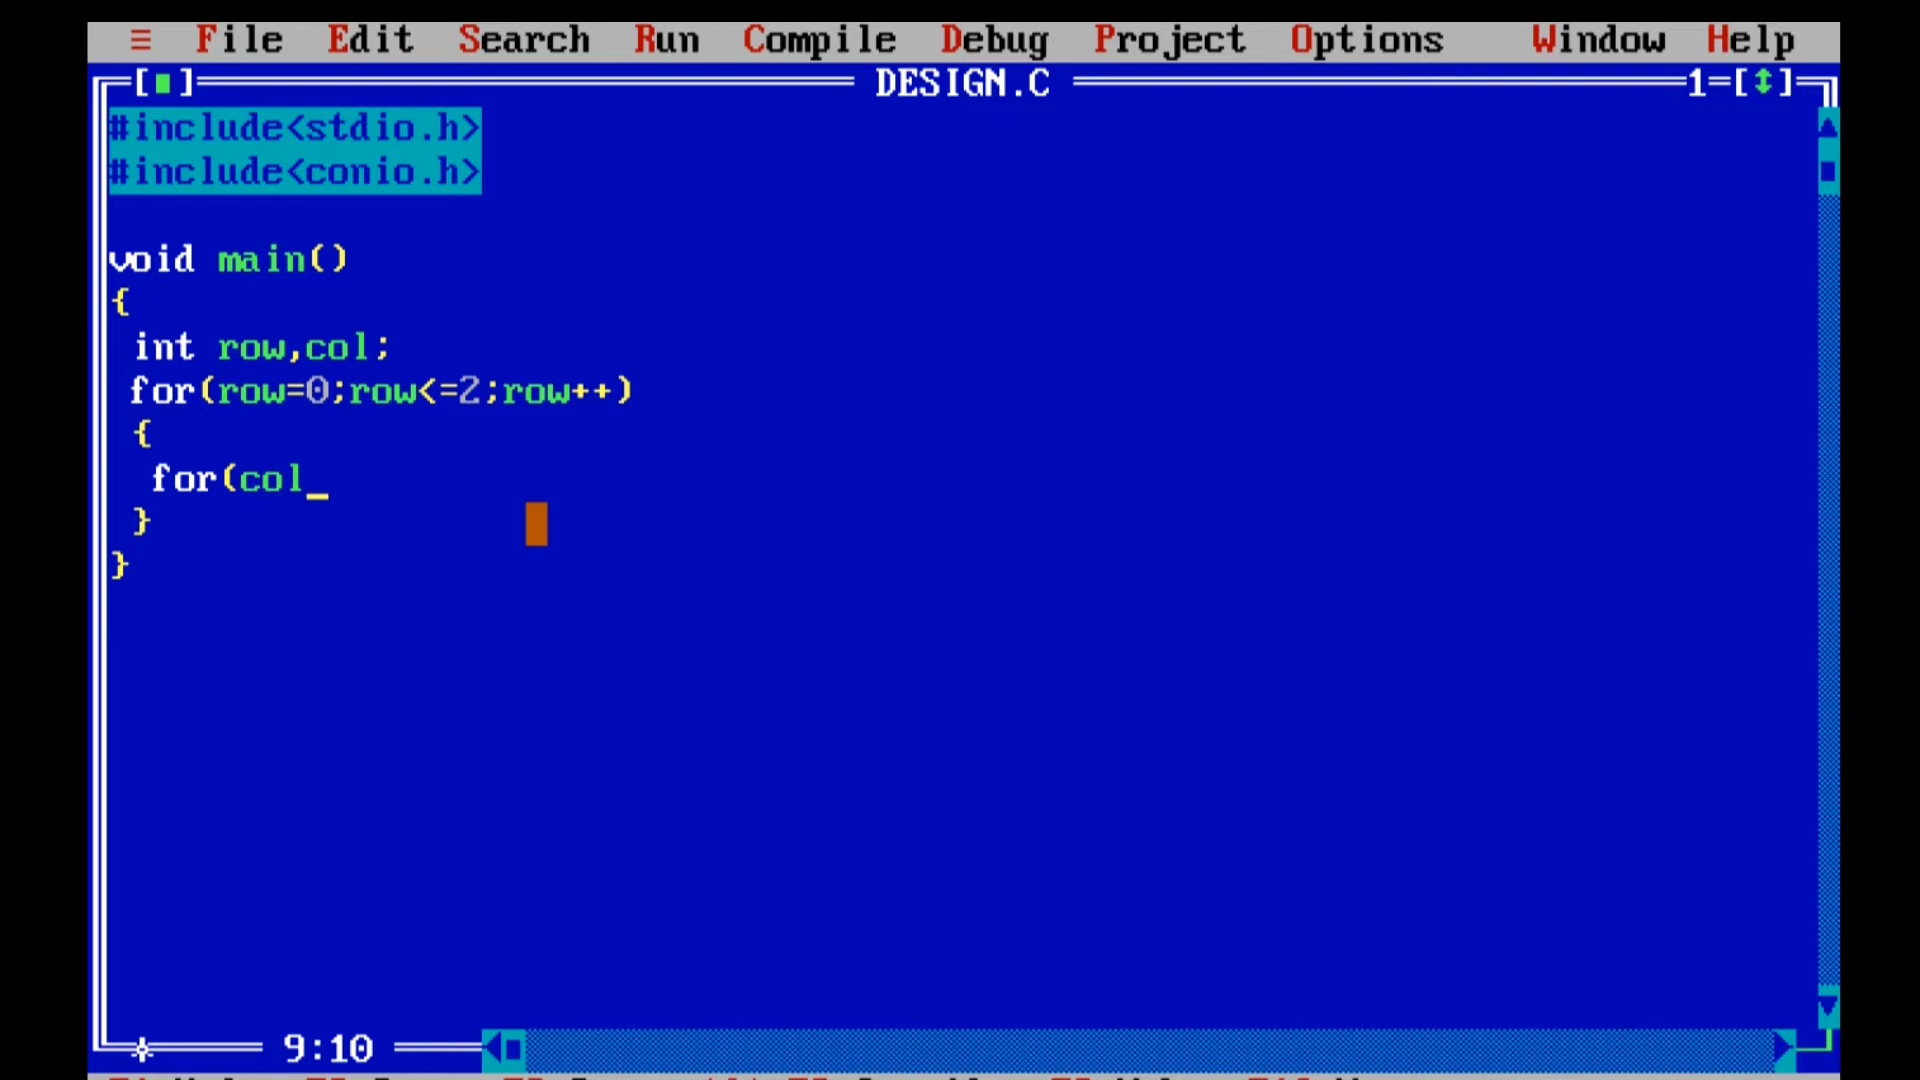 ≡ File Edit Search Run Compile Debug Project Options Window Help
[■] DESIGN.C 1=[↕]
#include<stdio.h>
#include<conio.h>
void main()
{
int row,col;
for(row=0;row<=2;row++)
{
for(col_
}
}
9:10